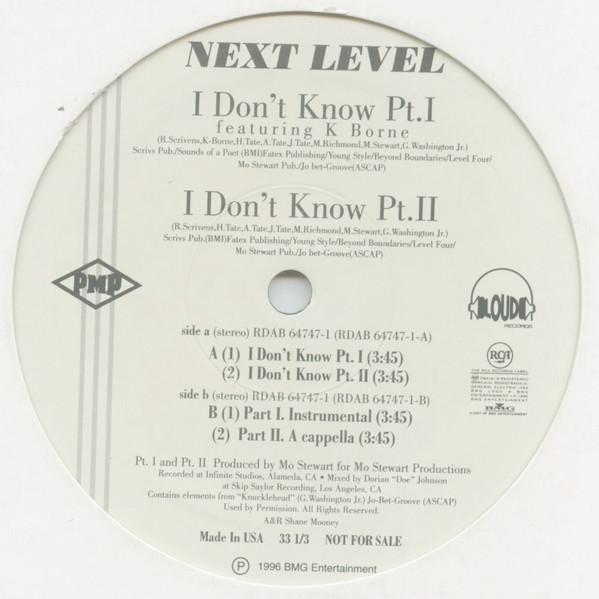 NEXT LEVEL
I Don't Know Pt.I
featuring K Borne
(R.Scrivens,K-Borne,H.Tate,A.Tate,J.Tate,M.Richmond,M.Stewart,G.Washington Jr.)
Scrivs Pub./Sounds of a Poet (BMI)Fatex Publishing/Young Style/Beyond Boundaries/Level Four/
Mo Stewart Pub./Jo bet-Groove(ASCAP)
I Don't Know Pt.II
(R.Scrivens,H.Tate,A.Tate,J.Tate,M.Richmond,M.Stewart,G.Washington Jr.)
Scrivs Pub.(BMI)Fatex Publishing/Young Style/Beyond Boundaries/Level Four/
Mo Stewart Pub./Jo bet-Groove(ASCAP)
PMP
LOUD
RECORDS
side a (stereo) RDAB 64747-1 (RDAB 64747-1-A)
A (1) I Don't Know Pt. I (3:45)
(2) I Don't Know Pt. II (3:45)
side b (stereo) RDAB 64747-1 (RDAB 64747-1-B)
B (1) Part I. Instrumental (3:45)
(2) Part II. A cappella (3:45)
RCA
THE RCA RECORDS LABEL
BMG
Pt. I and Pt. II Produced by Mo Stewart for Mo Stewart Productions
Recorded at Infinite Studios, Alameda, CA • Mixed by Dorian "Doe" Johnson
at Skip Saylor Recording, Los Angeles, CA
Contains elements from "Knucklehead" (G.Washington Jr.) Jo-Bet-Groove (ASCAP)
Used by Permission. All Rights Reserved.
A&R Shane Mooney
Made In USA 33 1/3 NOT FOR SALE
℗ 1996 BMG Entertainment